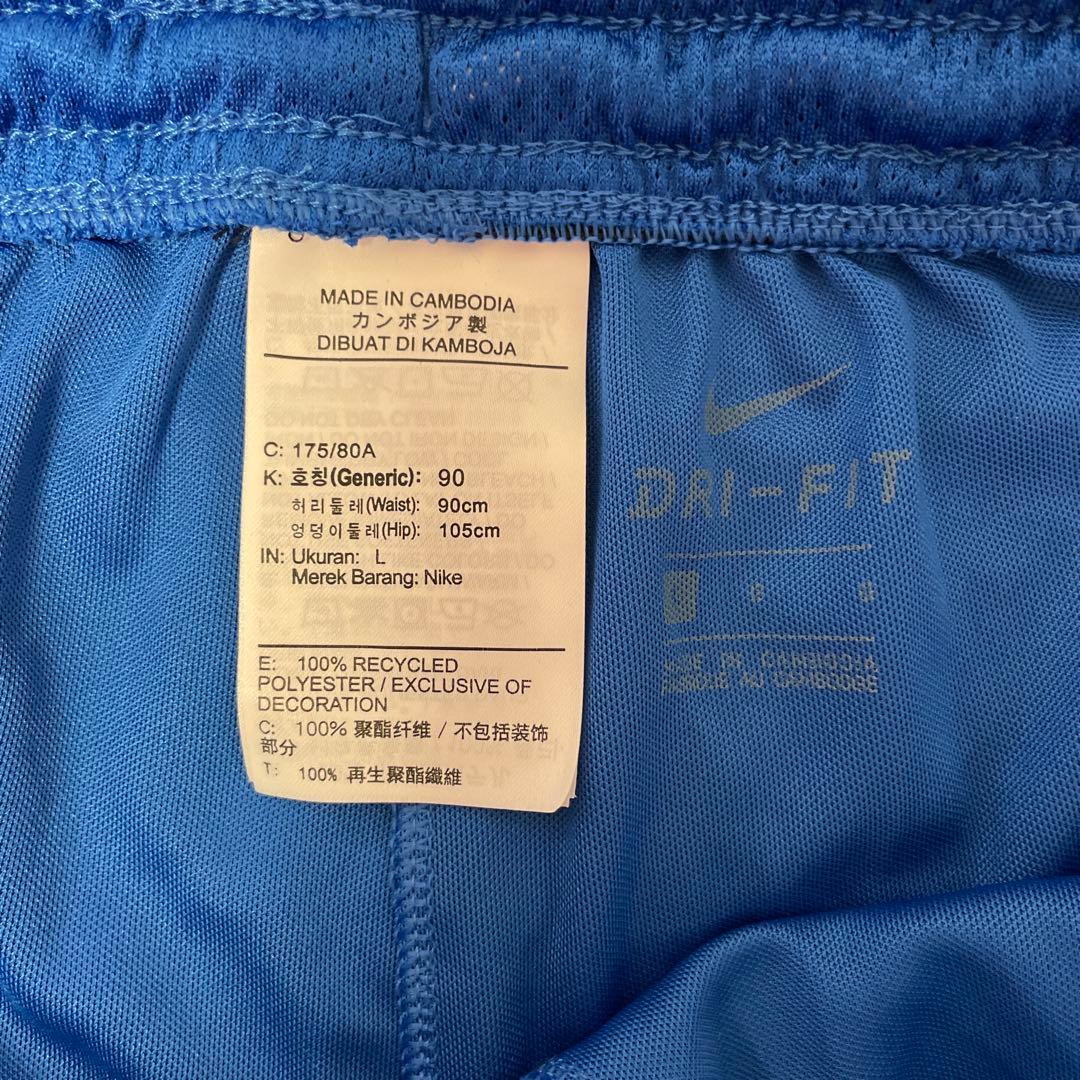 MADE IN CAMBODIA
カンボジア製
DIBUAT DI KAMBOJA
C: 175/80A
K: 호칭(Generic): 90
허리둘레(Waist): 90cm
엉덩이둘레(Hip): 105cm
IN: Ukuran: L
Merek Barang: Nike
E: 100% RECYCLED
POLYESTER / EXCLUSIVE OF
DECORATION
C: 100% 聚酯纤维 / 不包括装饰
部分
T: 100% 再生聚酯纖維
DRI-FIT
MADE IN CAMBODIA
FABRIQUÉ AU CAMBODGE